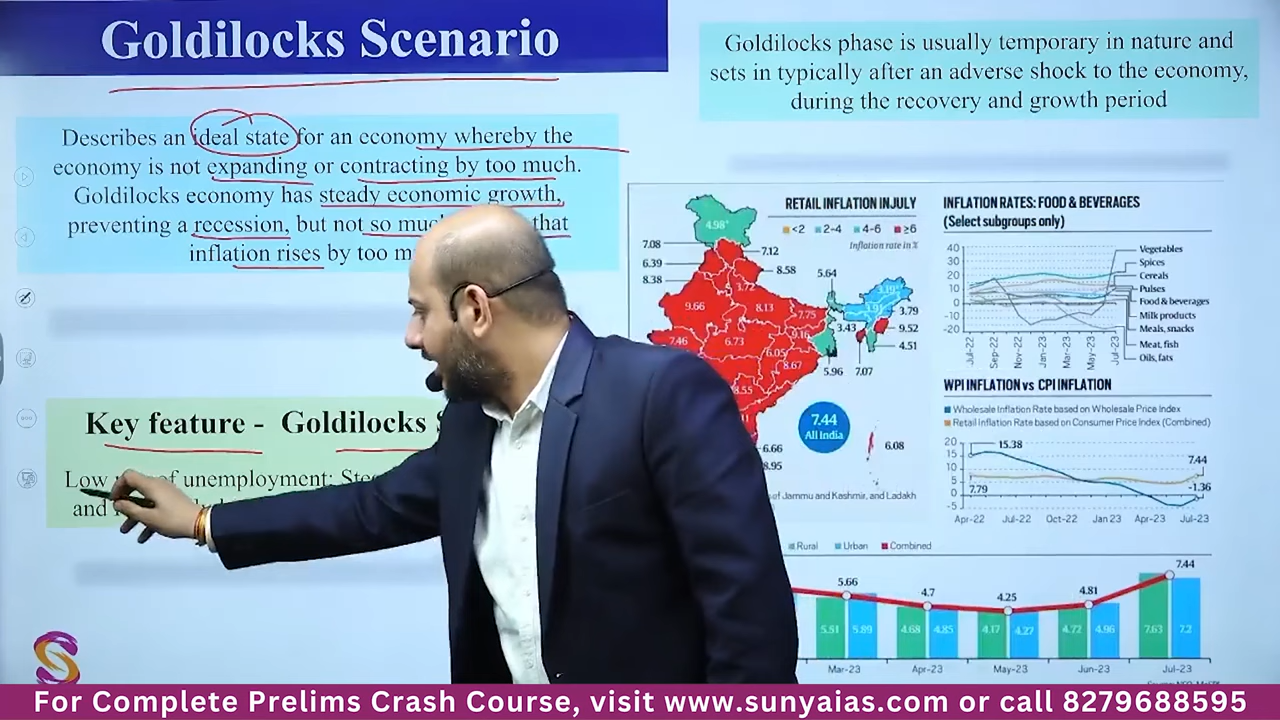 Goldilocks Scenario
Describes an ideal state for an economy whereby the
economy is not expanding or contracting by too much.
Goldilocks economy has steady economic growth,
preventing a recession, but not so that
inflation rises by too
Key feature - Goldilocks
Low of unemployment:
and
Goldilocks phase is usually temporary in nature and
sets in typically after an adverse shock to the economy,
during the recovery and growth period
RETAIL INFLATION IN JULY
<2 2-4 4-6 ≥6
Inflation rate in %
4.98*
7.08
7.12
6.39
8.58
8.38
3.72
5.64
9.66
8.13
7.75
3.19
3.79
3.43
9.52
9.16
7.46
6.73
6.05
4.51
8.67
5.96
7.07
7.44
All India
6.66
6.08
of Jammu and Kashmir, and Ladakh
INFLATION RATES: FOOD & BEVERAGES
(Select subgroups only)
40
30
20
10
0
-10
-20
Vegetables
Spices
Cereals
Pulses
Food & beverages
Milk products
Meals, snacks
Meat, fish
Oils, fats
Jul-22
Sep-22
Nov-22
Jan-23
Mar-23
May-23
Jul-23
WPI INFLATION vs CPI INFLATION
Wholesale Inflation Rate based on Wholesale Price Index
Retail Inflation Rate based on Consumer Price Index (Combined)
20
15
10
5
0
-5
15.38
7.79
7.44
-1.36
Apr-22 Jul-22 Oct-22 Jan 23 Apr-23 Jul-23
Rural Urban Combined
5.66
4.7
4.25
4.81
7.44
5.51 5.89 4.68 4.85 4.17 4.27 4.72 4.96 7.63 7.2
Mar-23 Apr-23 May-23 Jun-23 Jul-23
For Complete Prelims Crash Course, visit www.sunyaias.com or call 8279688595